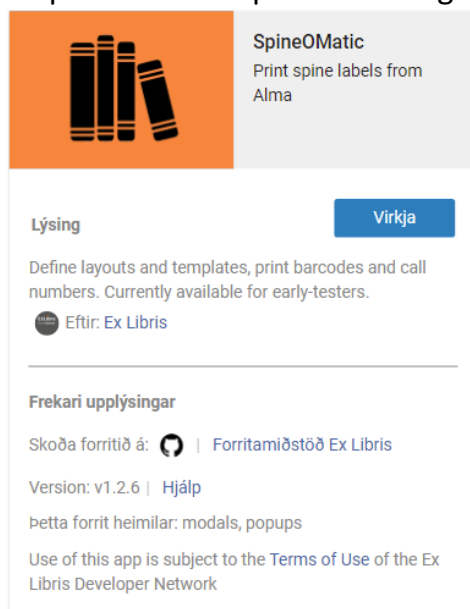 SpineOMatic
Print spine labels from
Alma
Lýsing
Virkja
Define layouts and templates, print barcodes and call
numbers. Currently available for early-testers.
Eftir: Ex Libris
Frekari upplýsingar
Skoða forritið á: | Forritamiðstöð Ex Libris
Version: v1.2.6 | Hjálp
Þetta forrit heimilar: modals, popups
Use of this app is subject to the Terms of Use of the Ex
Libris Developer Network